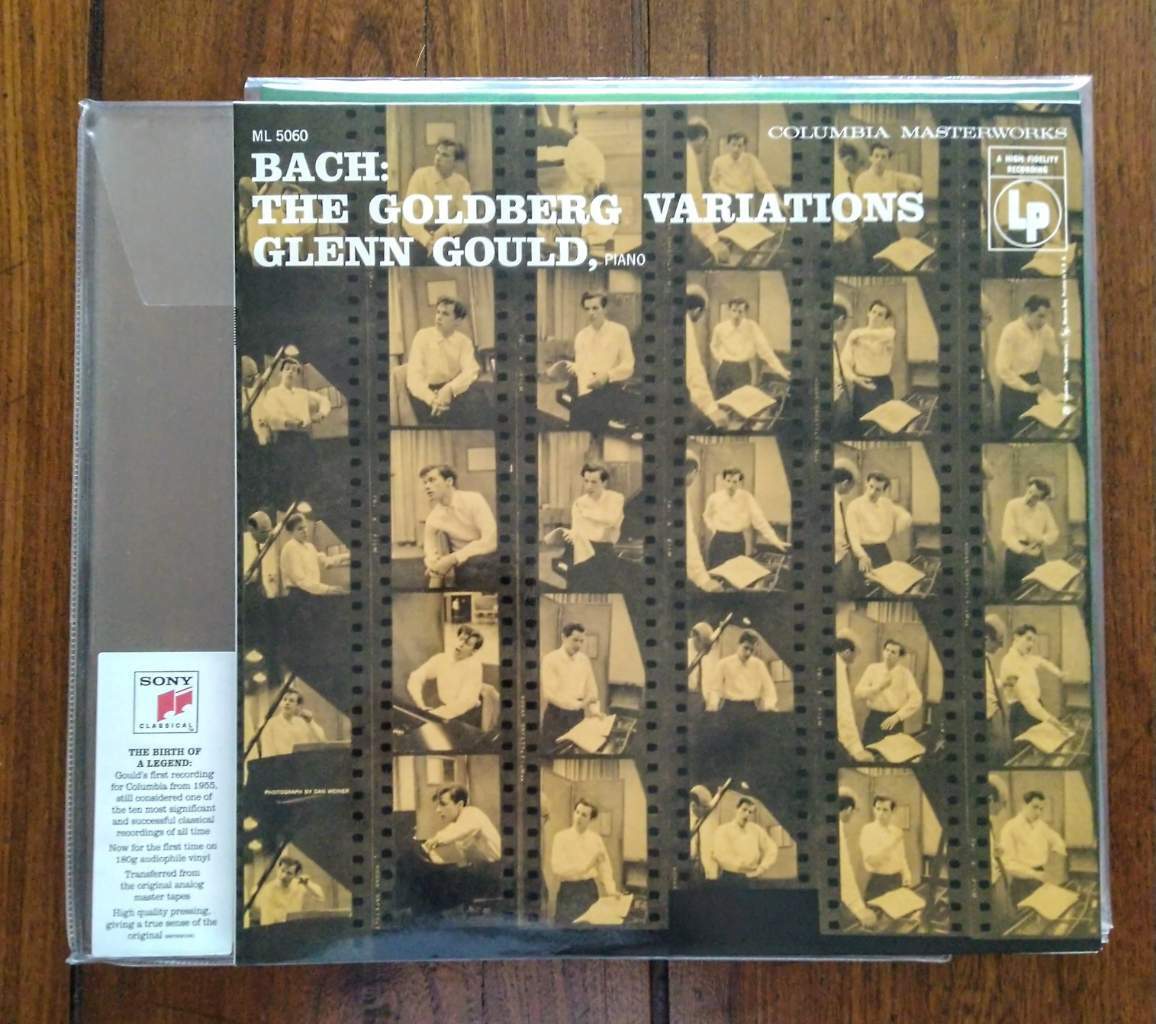 ML 5060
COLUMBIA MASTERWORKS
BACH:
THE GOLDBERG VARIATIONS
GLENN GOULD, PIANO
A HIGH FIDELITY
RECORDING
LP
PHOTOGRAPH BY DAN WEINER
SONY
CLASSICAL
THE BIRTH OF
A LEGEND:
Gould's first recording
for Columbia from 1955,
still considered one of
the ten most significant
and successful classical
recordings of all time
Now for the first time on
180g audiophile vinyl
Transferred from
the original analog
master tapes
High quality pressing,
giving a true sense of the
original